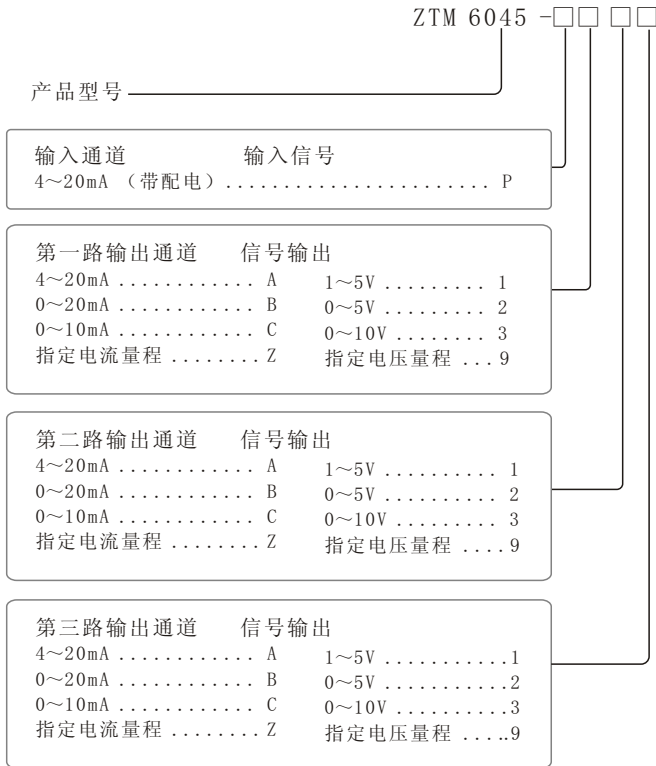 ZTM 6045 -□□ □□
产品型号
输入通道 输入信号
4～20mA （带配电）....................... P
第一路输出通道 信号输出
4～20mA ............ A 1～5V ......... 1
0～20mA ............ B 0～5V ......... 2
0～10mA ............ C 0～10V ........ 3
指定电流量程 ........ Z 指定电压量程 ... 9
第二路输出通道 信号输出
4～20mA ............ A 1～5V .......... 1
0～20mA ............ B 0～5V .......... 2
0～10mA ............ C 0～10V ......... 3
指定电流量程 ........ Z 指定电压量程 .... 9
第三路输出通道 信号输出
4～20mA ............ A 1～5V ...........1
0～20mA ............ B 0～5V ...........2
0～10mA ............ C 0～10V ..........3
指定电流量程 ........ Z 指定电压量程 .....9